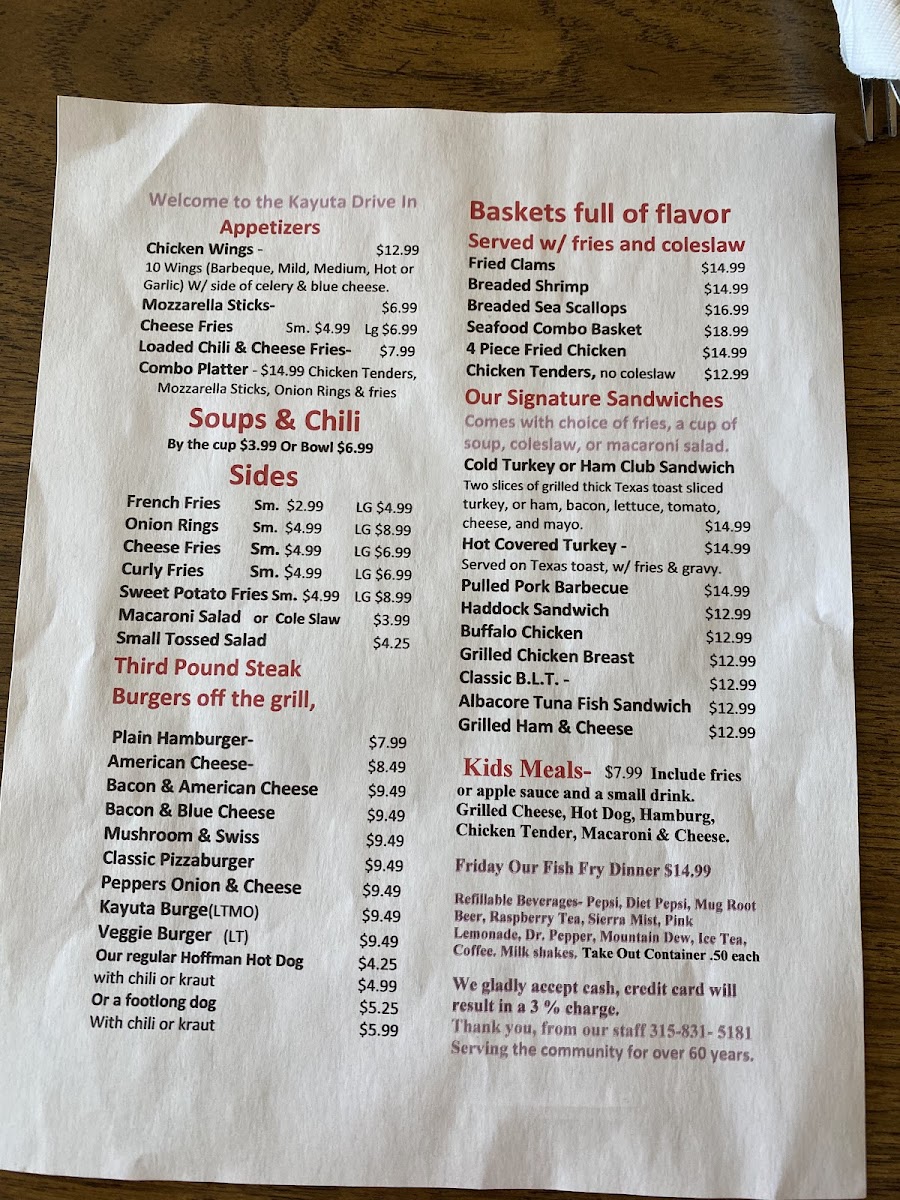 Welcome to the Kayuta Drive In
Appetizers
Chicken Wings - $12.99
10 Wings (Barbeque, Mild, Medium, Hot or
Garlic) W/ side of celery & blue cheese.
Mozzarella Sticks- $6.99
Cheese Fries Sm. $4.99 Lg $6.99
Loaded Chili & Cheese Fries- $7.99
Combo Platter - $14.99 Chicken Tenders,
Mozzarella Sticks, Onion Rings & fries
Soups & Chili
By the cup $3.99 Or Bowl $6.99
Sides
French Fries Sm. $2.99 LG $4.99
Onion Rings Sm. $4.99 LG $8.99
Cheese Fries Sm. $4.99 LG $6.99
Curly Fries Sm. $4.99 LG $6.99
Sweet Potato Fries Sm. $4.99 LG $8.99
Macaroni Salad or Cole Slaw $3.99
Small Tossed Salad $4.25
Third Pound Steak
Burgers off the grill,
Plain Hamburger- $7.99
American Cheese- $8.49
Bacon & American Cheese $9.49
Bacon & Blue Cheese $9.49
Mushroom & Swiss $9.49
Classic Pizzaburger $9.49
Peppers Onion & Cheese $9.49
Kayuta Burge(LTMO) $9.49
Veggie Burger (LT) $9.49
Our regular Hoffman Hot Dog $4.25
with chili or kraut $4.99
Or a footlong dog $5.25
With chili or kraut $5.99
Baskets full of flavor
Served w/ fries and coleslaw
Fried Clams $14.99
Breaded Shrimp $14.99
Breaded Sea Scallops $16.99
Seafood Combo Basket $18.99
4 Piece Fried Chicken $14.99
Chicken Tenders, no coleslaw $12.99
Our Signature Sandwiches
Comes with choice of fries, a cup of
soup, coleslaw, or macaroni salad.
Cold Turkey or Ham Club Sandwich
Two slices of grilled thick Texas toast sliced
turkey, or ham, bacon, lettuce, tomato,
cheese, and mayo. $14.99
Hot Covered Turkey - $14.99
Served on Texas toast, w/ fries & gravy.
Pulled Pork Barbecue $14.99
Haddock Sandwich $12.99
Buffalo Chicken $12.99
Grilled Chicken Breast $12.99
Classic B.L.T. - $12.99
Albacore Tuna Fish Sandwich $12.99
Grilled Ham & Cheese $12.99
Kids Meals- $7.99 Include fries
or apple sauce and a small drink.
Grilled Cheese, Hot Dog, Hamburg,
Chicken Tender, Macaroni & Cheese.
Friday Our Fish Fry Dinner $14.99
Refillable Beverages- Pepsi, Diet Pepsi, Mug Root
Beer, Raspberry Tea, Sierra Mist, Pink
Lemonade, Dr. Pepper, Mountain Dew, Ice Tea,
Coffee. Milk shakes, Take Out Container .50 each
We gladly accept cash, credit card will
result in a 3 % charge.
Thank you, from our staff 315-831- 5181
Serving the community for over 60 years.